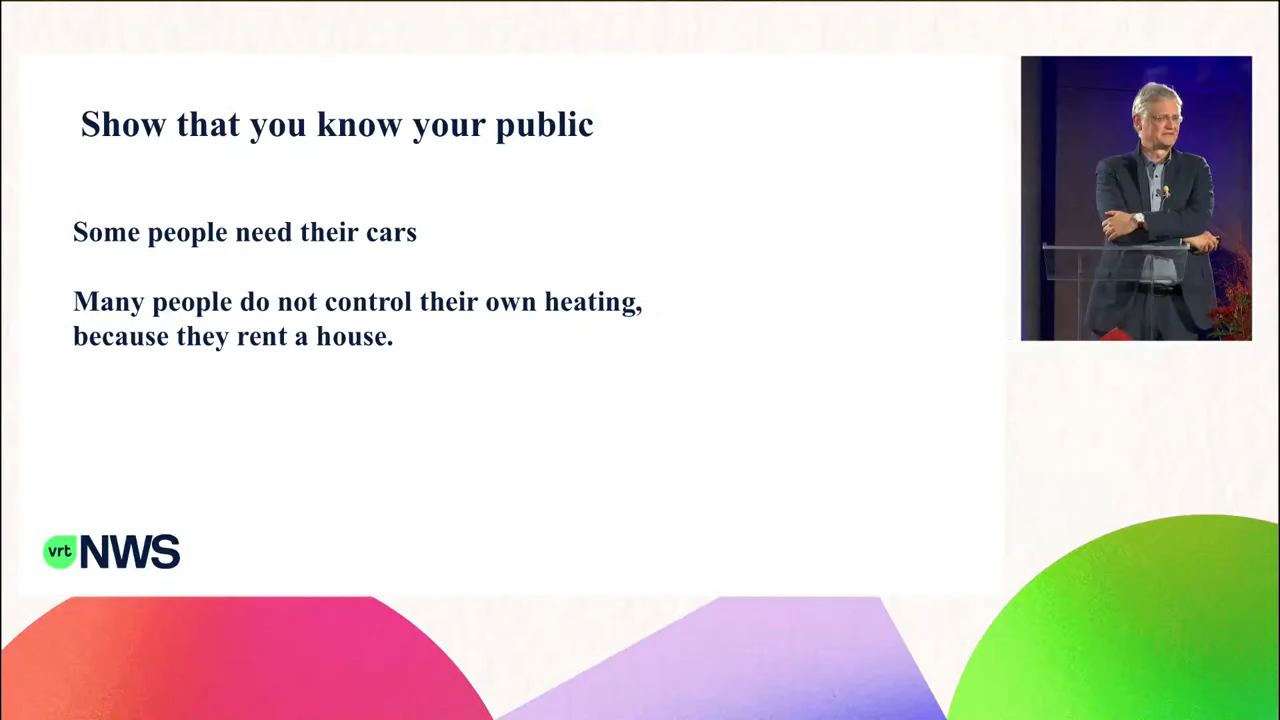 Show that you know your public
Some people need their cars
Many people do not control their own heating,
because they rent a house.
vrt NWS